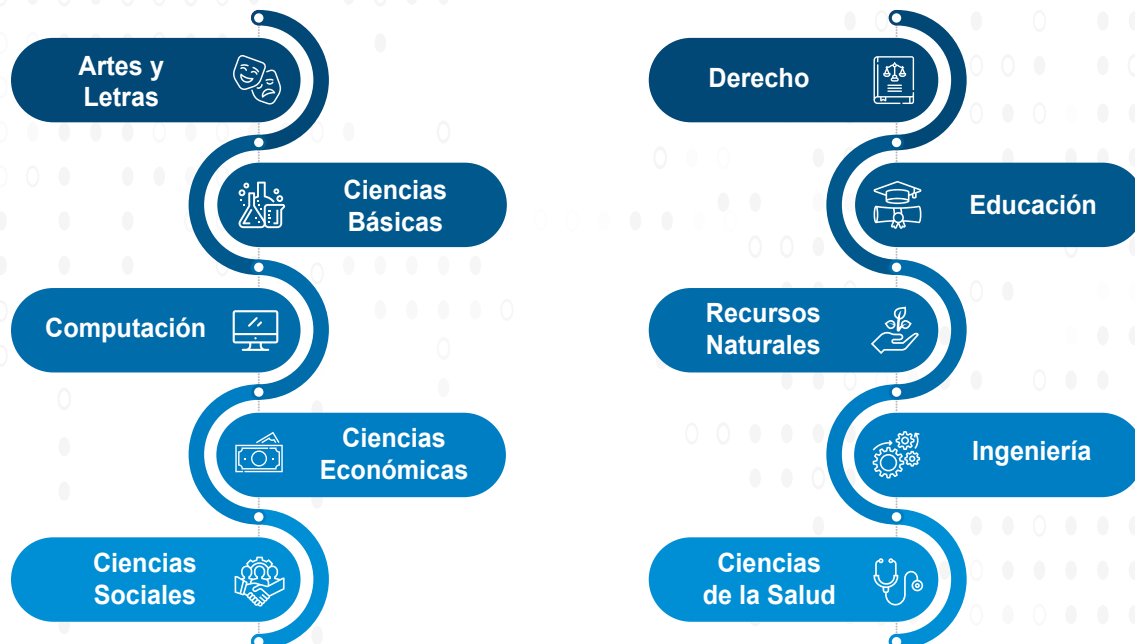 Artes y
Letras
Ciencias
Básicas
Computación
Ciencias
Económicas
Ciencias
Sociales
Derecho
Educación
Recursos
Naturales
Ingeniería
Ciencias
de la Salud